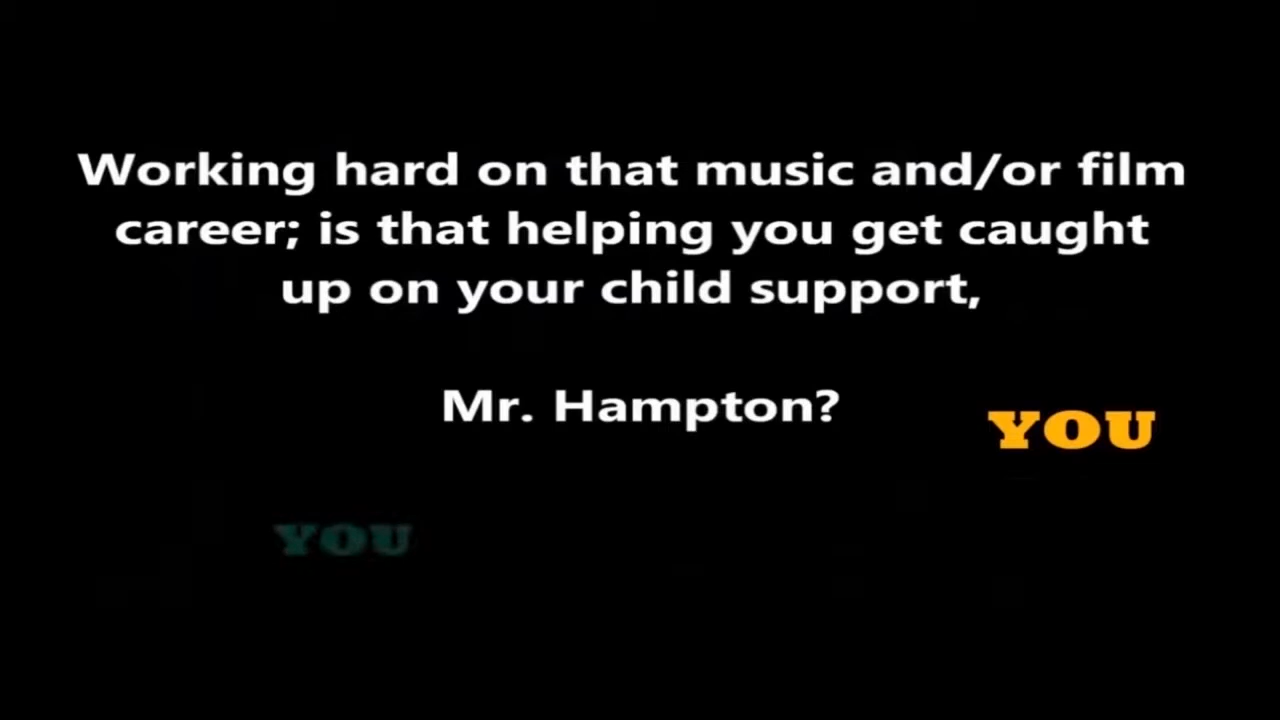 Working hard on that music and/or film
career; is that helping you get caught
up on your child support,
Mr. Hampton?
YOU
YOU